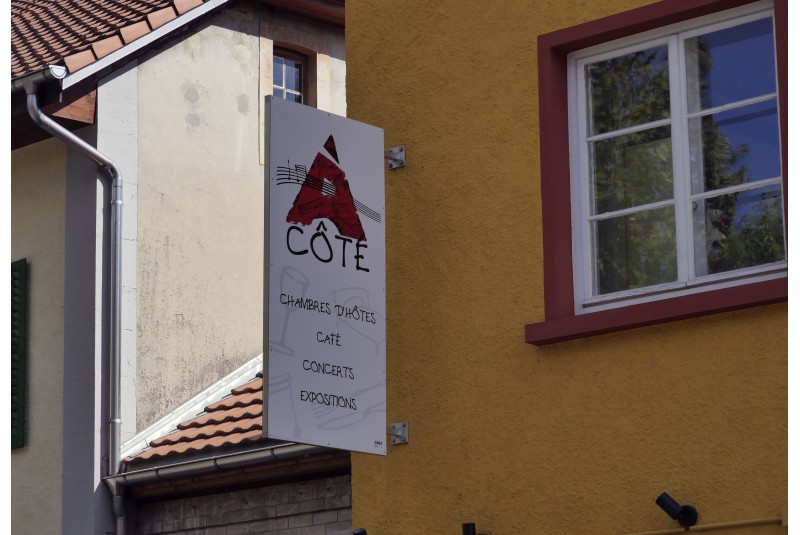 À
CÔTÉ
CHAMBRES D'HÔTES
CAFÉ
CONCERTS
EXPOSITIONS